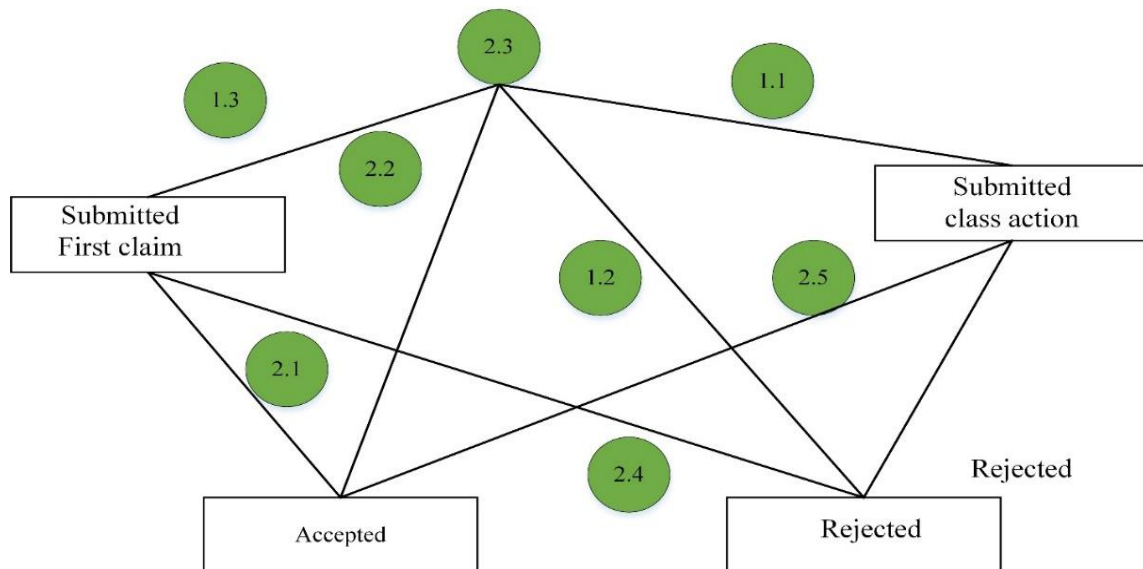 2.3
1.1
1.3
2.2
Submitted
First claim
Submitted
class action
1.2
2.5
2.1
2.4
Rejected
Accepted
Rejected